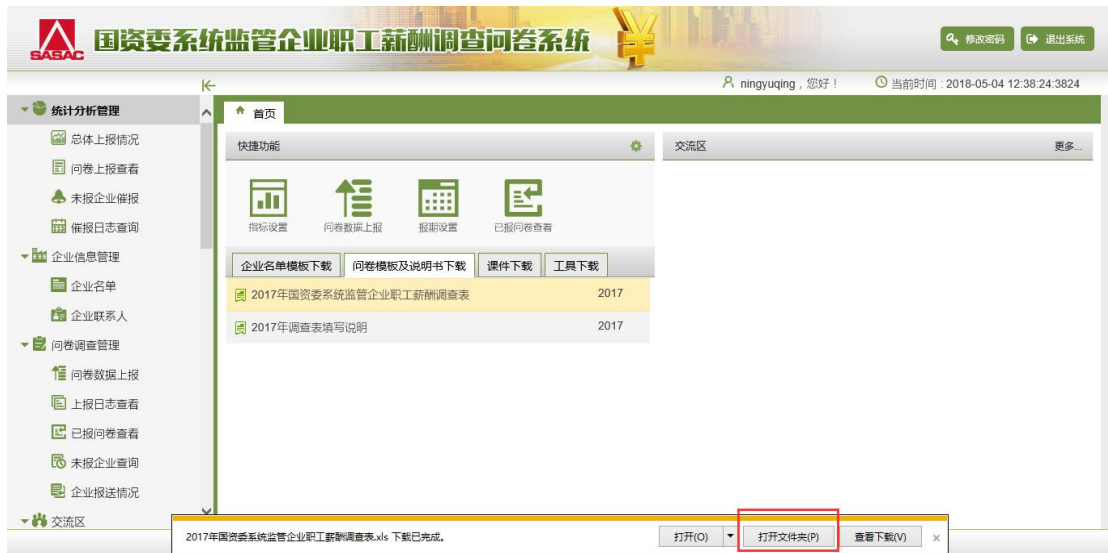 SASAC
国资委系统监管企业职工薪酬调查问卷系统
修改密码
退出系统
ningyuqing，您好！
当前时间：2018-05-04 12:38:24:3824
统计分析管理
总体上报情况
问卷上报查看
未报企业催报
催报日志查询
企业信息管理
企业名单
企业联系人
问卷调查管理
问卷数据上报
上报日志查看
已报问卷查看
未报企业查询
企业报送情况
交流区
首页
快捷功能
指标设置
问卷数据上报
报期设置
已报问卷查看
企业名单模板下载
问卷模板及说明书下载
课件下载
工具下载
2017年国资委系统监管企业职工薪酬调查表 2017
2017年调查表填写说明 2017
交流区
更多...
2017年国资委系统监管企业职工薪酬调查表.xls 下载已完成。
打开(O)
打开文件夹(P)
查看下载(V)
×